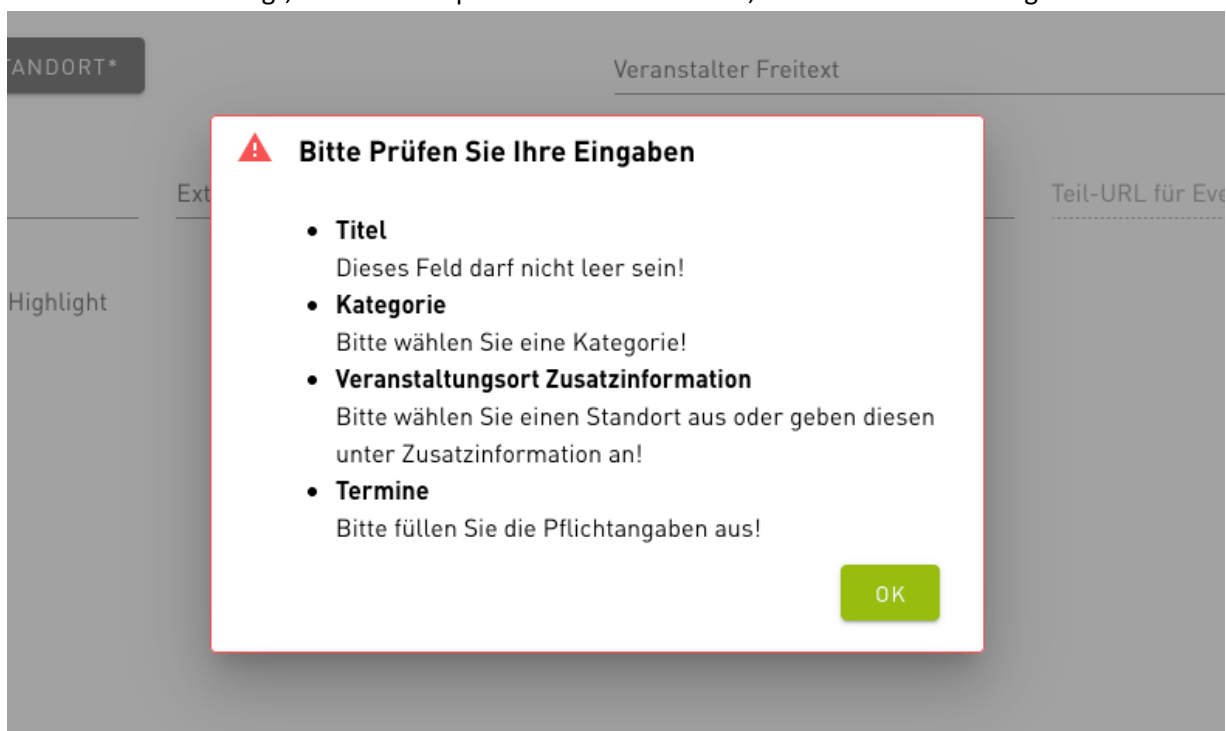 TANDORT*
Veranstalter Freitext
Bitte Prüfen Sie Ihre Eingaben
Ext
Teil-URL für Eve
• Titel
Dieses Feld darf nicht leer sein!
Highlight
• Kategorie
Bitte wählen Sie eine Kategorie!
• Veranstaltungsort Zusatzinformation
Bitte wählen Sie einen Standort aus oder geben diesen
unter Zusatzinformation an!
• Termine
Bitte füllen Sie die Pflichtangaben aus!
OK